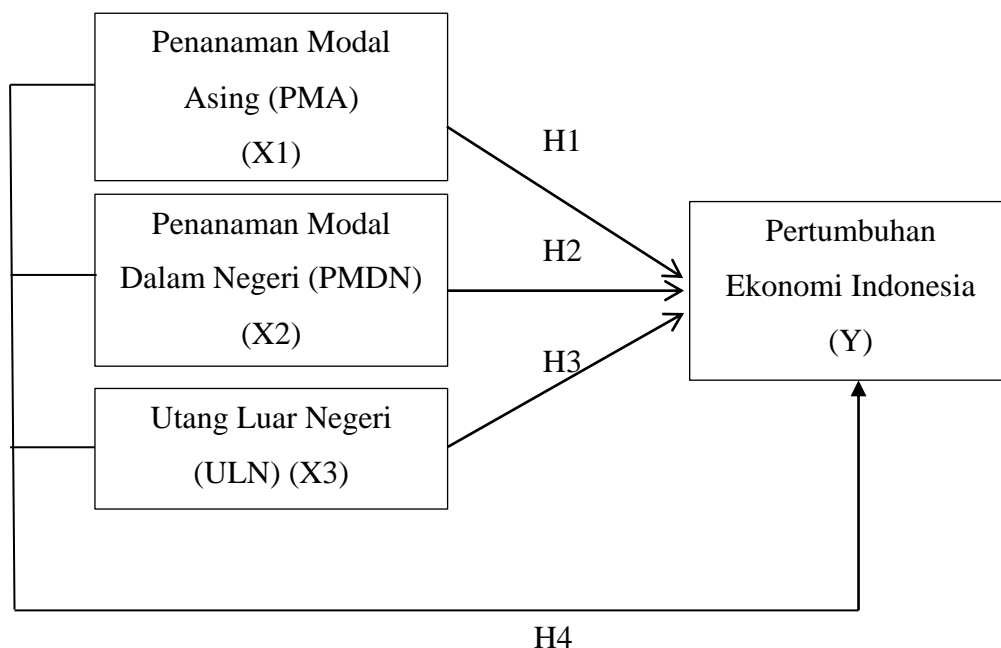 Penanaman Modal
Asing (PMA)
(X1)
H1
Penanaman Modal
Dalam Negeri (PMDN)
(X2)
H2
Utang Luar Negeri
(ULN) (X3)
H3
Pertumbuhan
Ekonomi Indonesia
(Y)
H4